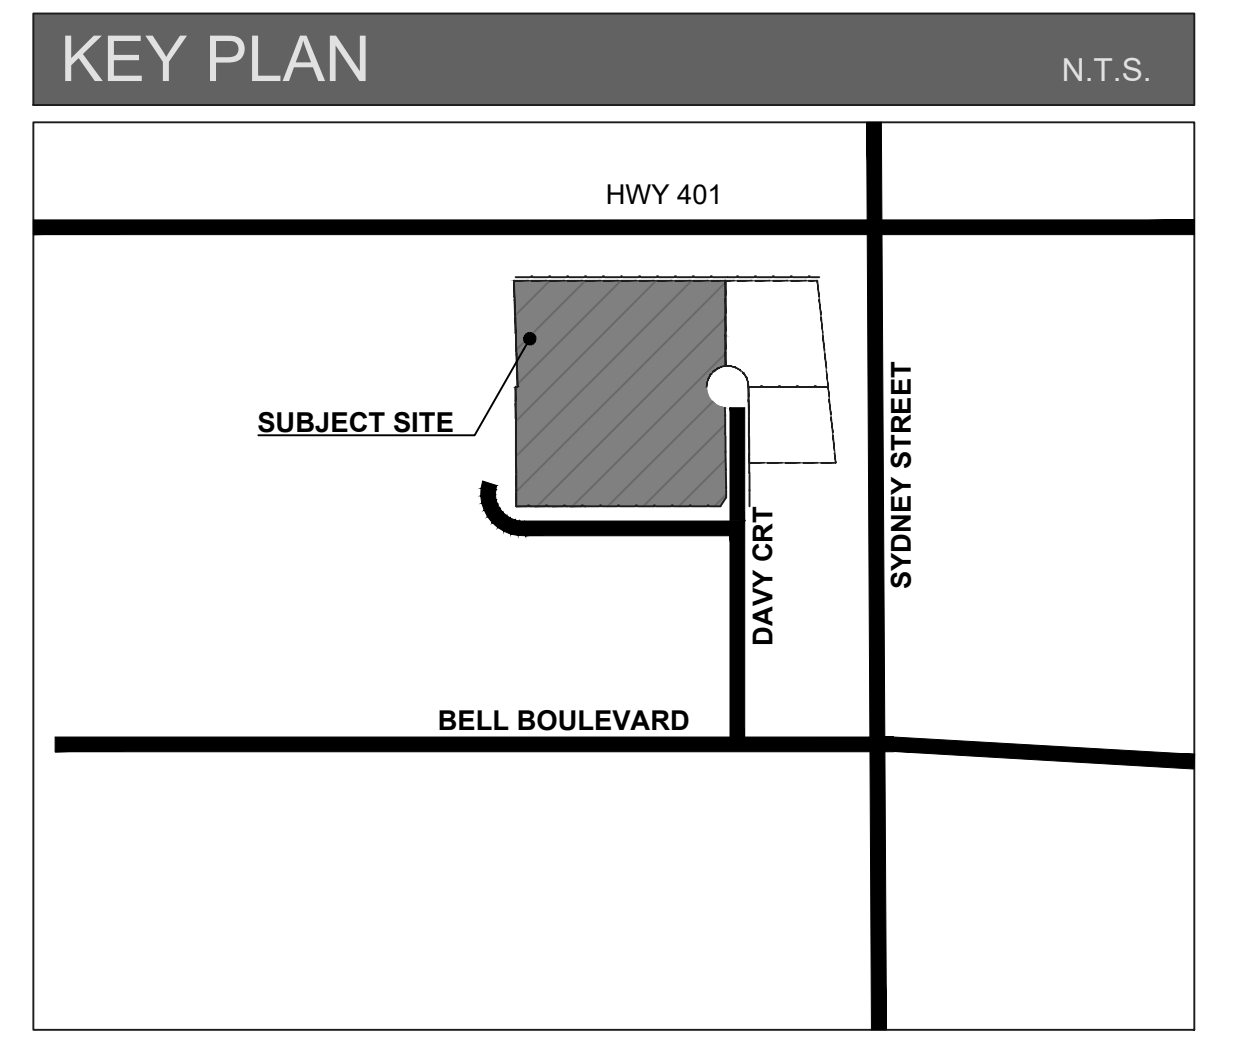 KEY PLAN
N.T.S.
HWY 401
SUBJECT SITE
SYDNEY STREET
DAVY CRT
BELL BOULEVARD